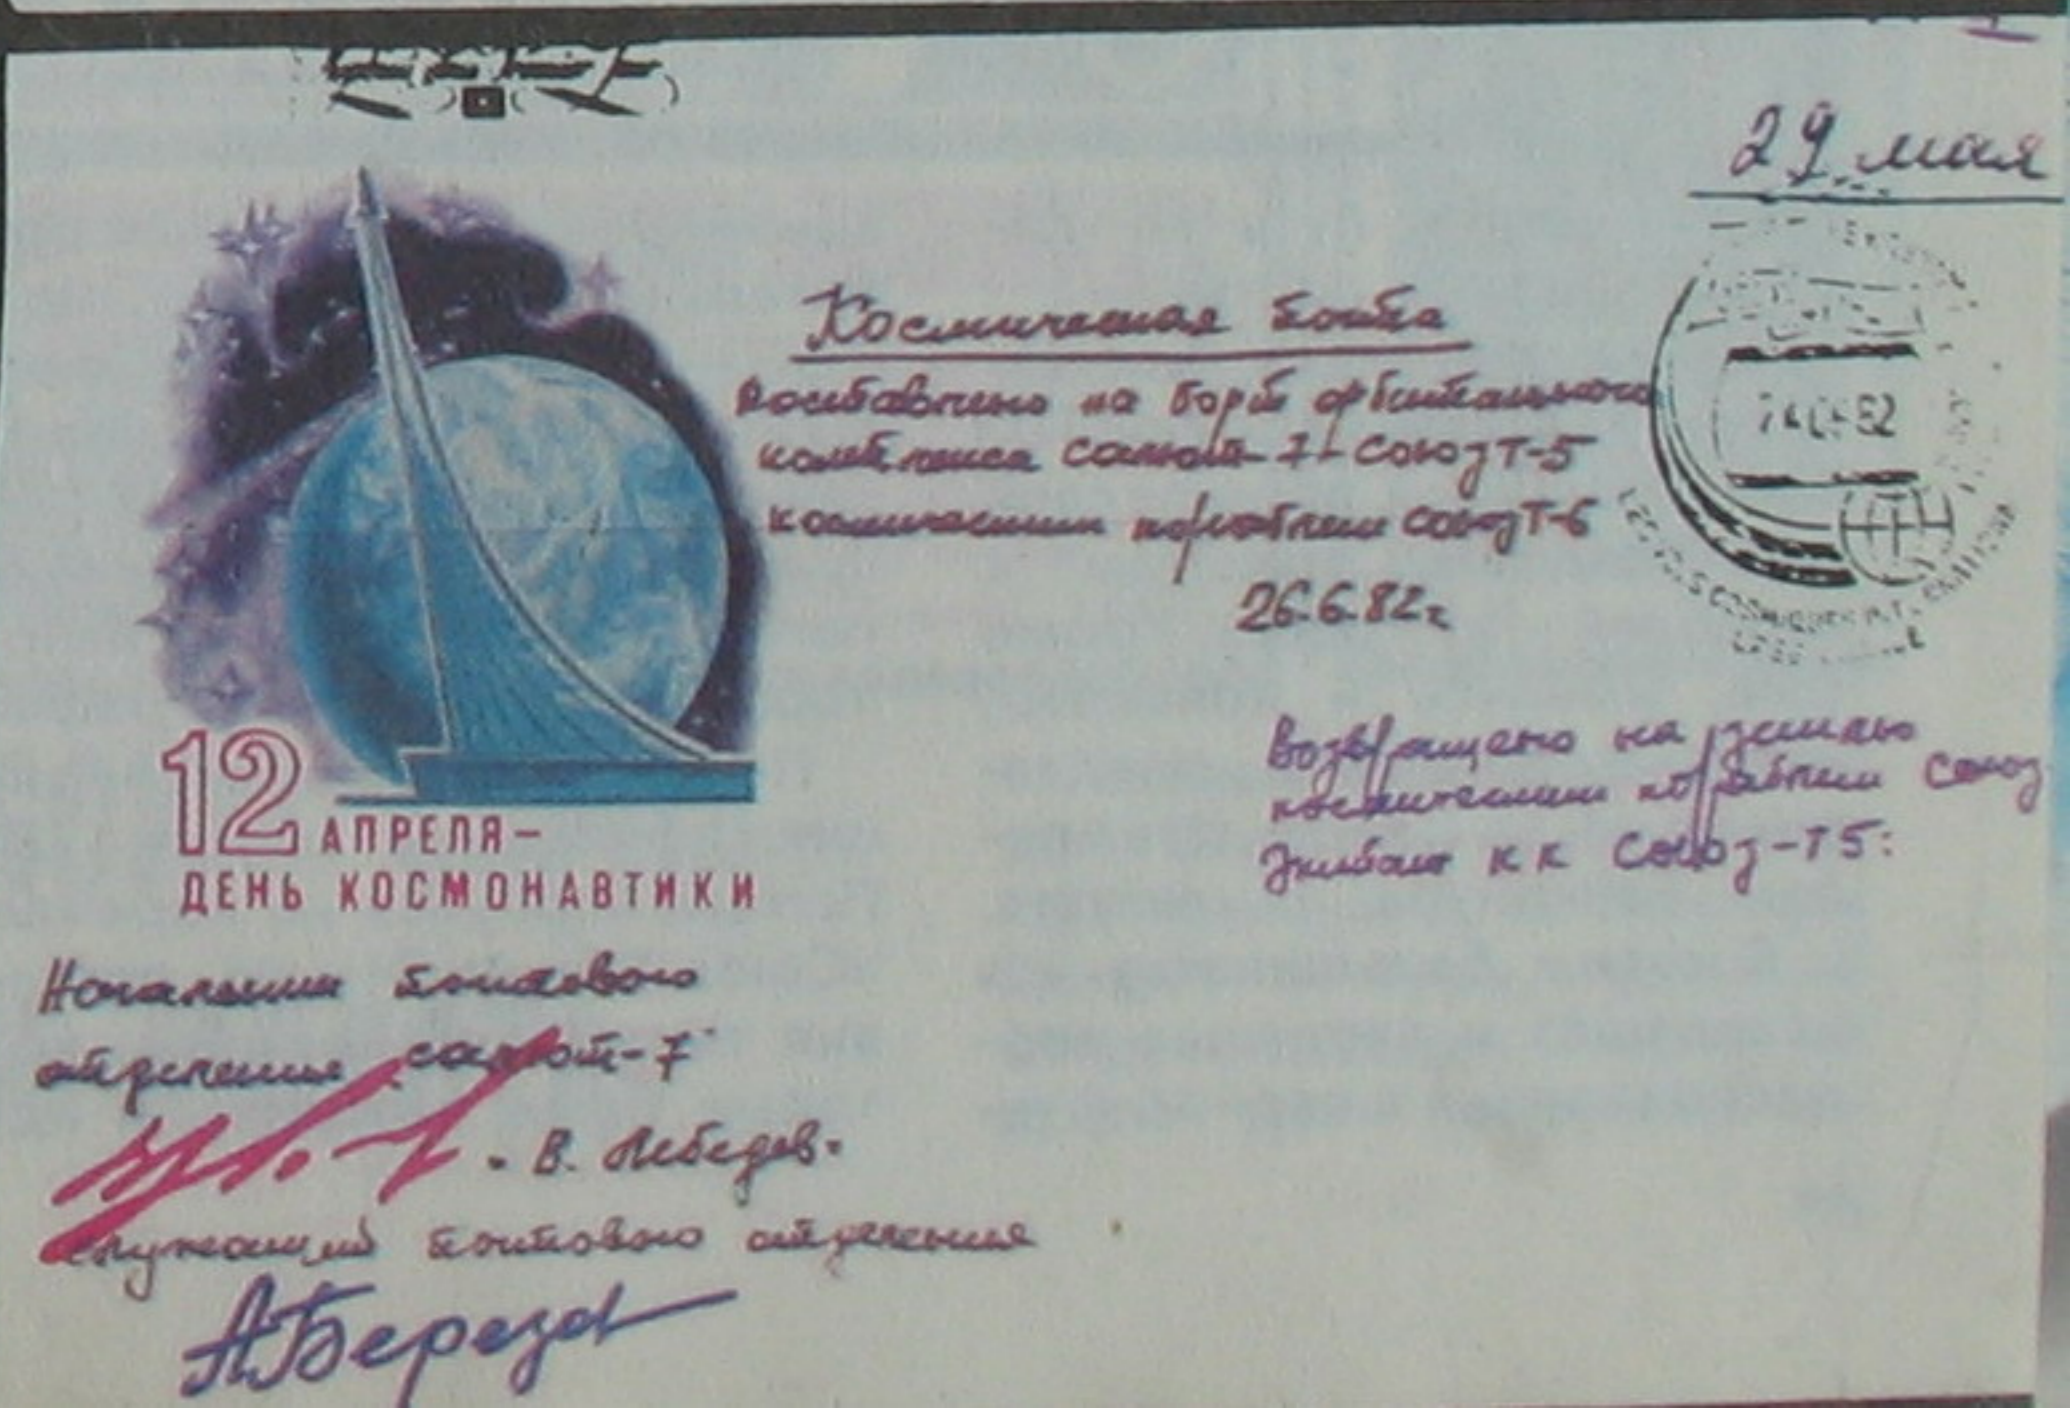 29 мая
Космическая почта
Доставлено на борт орбитального
комплекса Салют-7-Союз Т-5
космическим кораблем Союз Т-6
26.6.82г
Возвращено на землю
космическим кораблем Союз
Экипаж КК Союз-Т5:
12 АПРЕЛЯ–
ДЕНЬ КОСМОНАВТИКИ
Начальник почтового
отделения Салют-7
В. Лебедев
служащий почтового отделения
А Берез